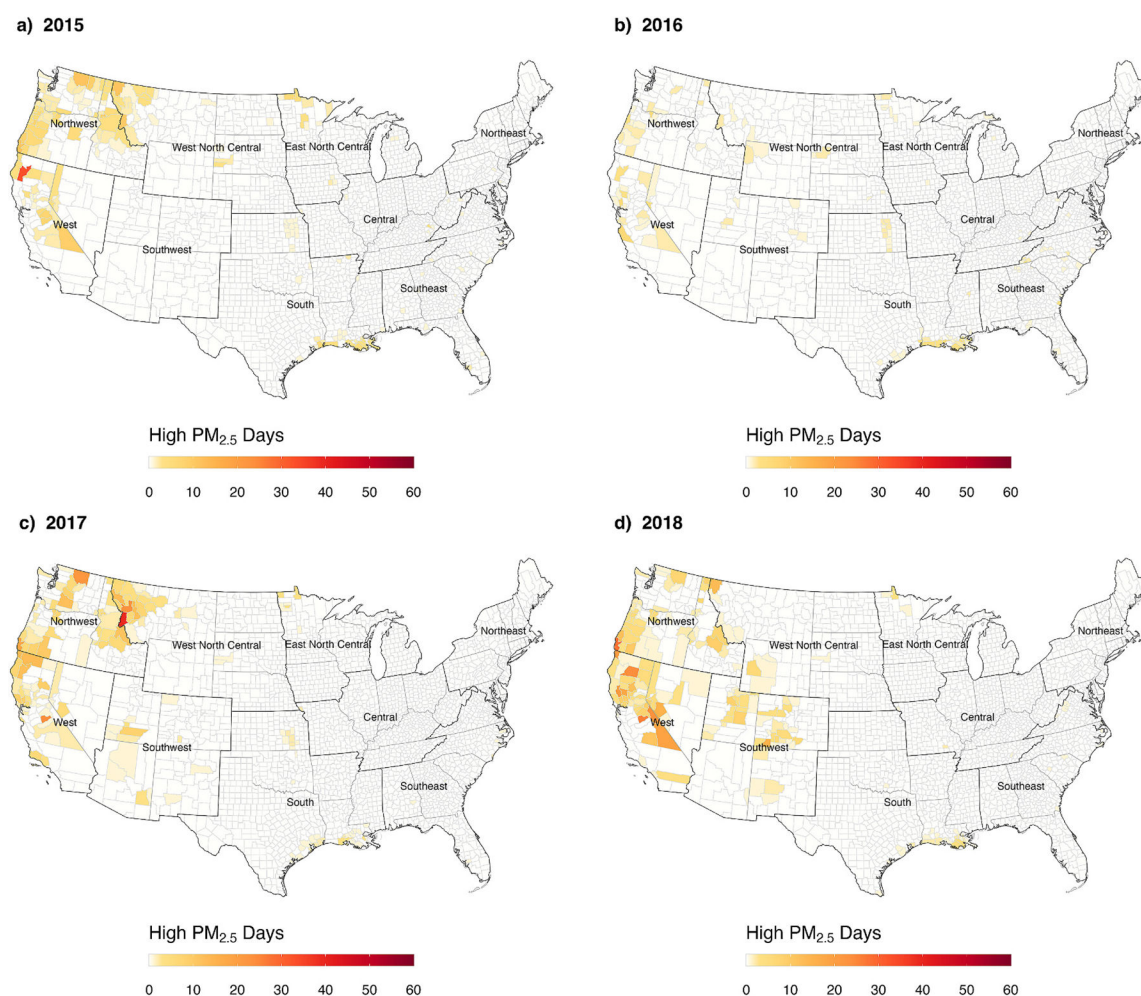 a) 2015
Northwest
West North Central
East North Central
Northeast
Central
West
Southwest
South
Southeast
High PM2.5 Days
0 10 20 30 40 50 60
b) 2016
Northwest
West North Central
East North Central
Northeast
Central
West
Southwest
South
Southeast
High PM2.5 Days
0 10 20 30 40 50 60
c) 2017
Northwest
West North Central
East North Central
Northeast
Central
West
Southwest
South
Southeast
High PM2.5 Days
0 10 20 30 40 50 60
d) 2018
Northwest
West North Central
East North Central
Northeast
Central
West
Southwest
South
Southeast
High PM2.5 Days
0 10 20 30 40 50 60